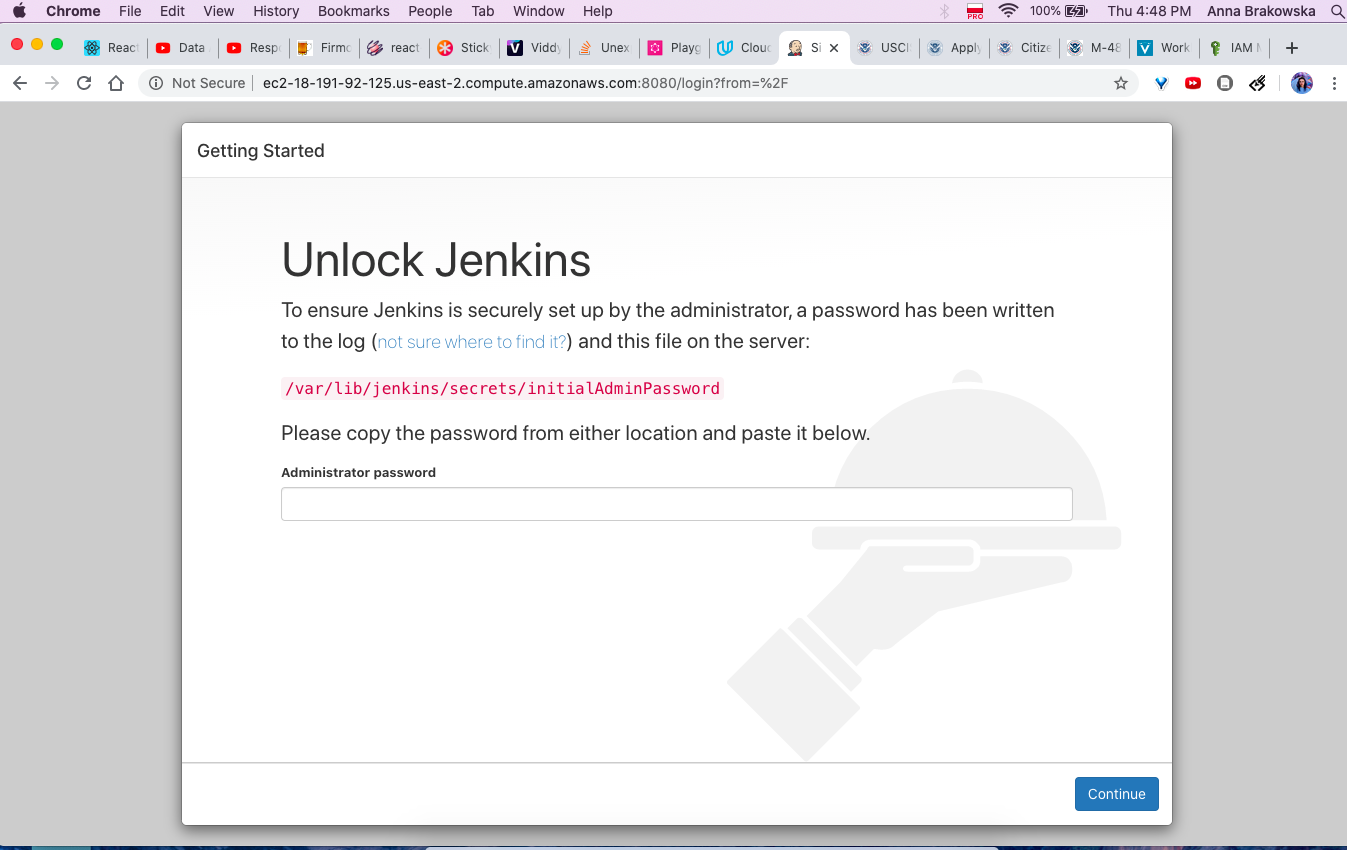 Chrome File Edit View History Bookmarks People Tab Window Help PRO 100% Thu 4:48 PM Anna Brakowska
React Data Resp Firmo react Stick Viddy Unex Playg Cloud Si USCI Apply Citize M-48 Work IAM
Not Secure ec2-18-191-92-125.us-east-2.compute.amazonaws.com:8080/login?from=%2F
Getting Started
Unlock Jenkins
To ensure Jenkins is securely set up by the administrator, a password has been written
to the log (not sure where to find it?) and this file on the server:
/var/lib/jenkins/secrets/initialAdminPassword
Please copy the password from either location and paste it below.
Administrator password
Continue